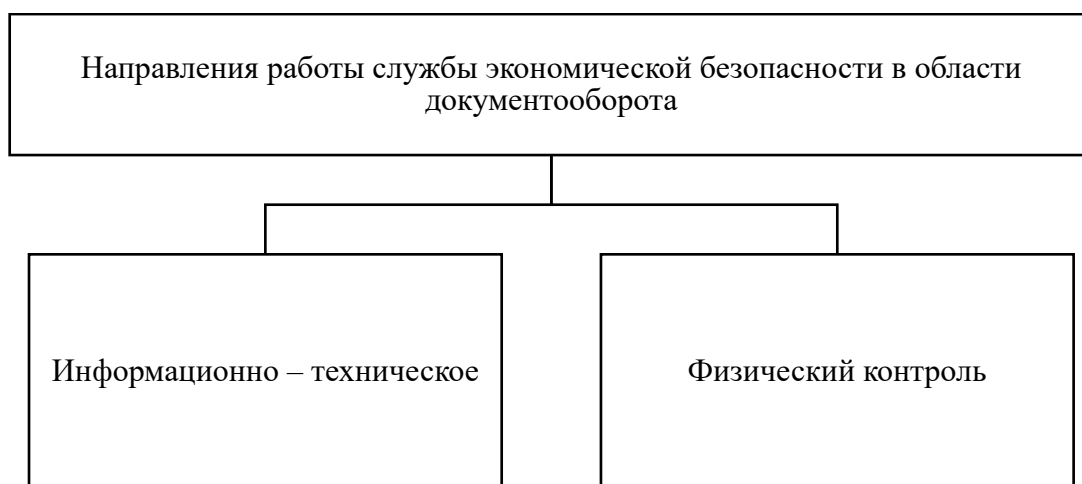 Направления работы службы экономической безопасности в области
документооборота
Информационно – техническое
Физический контроль